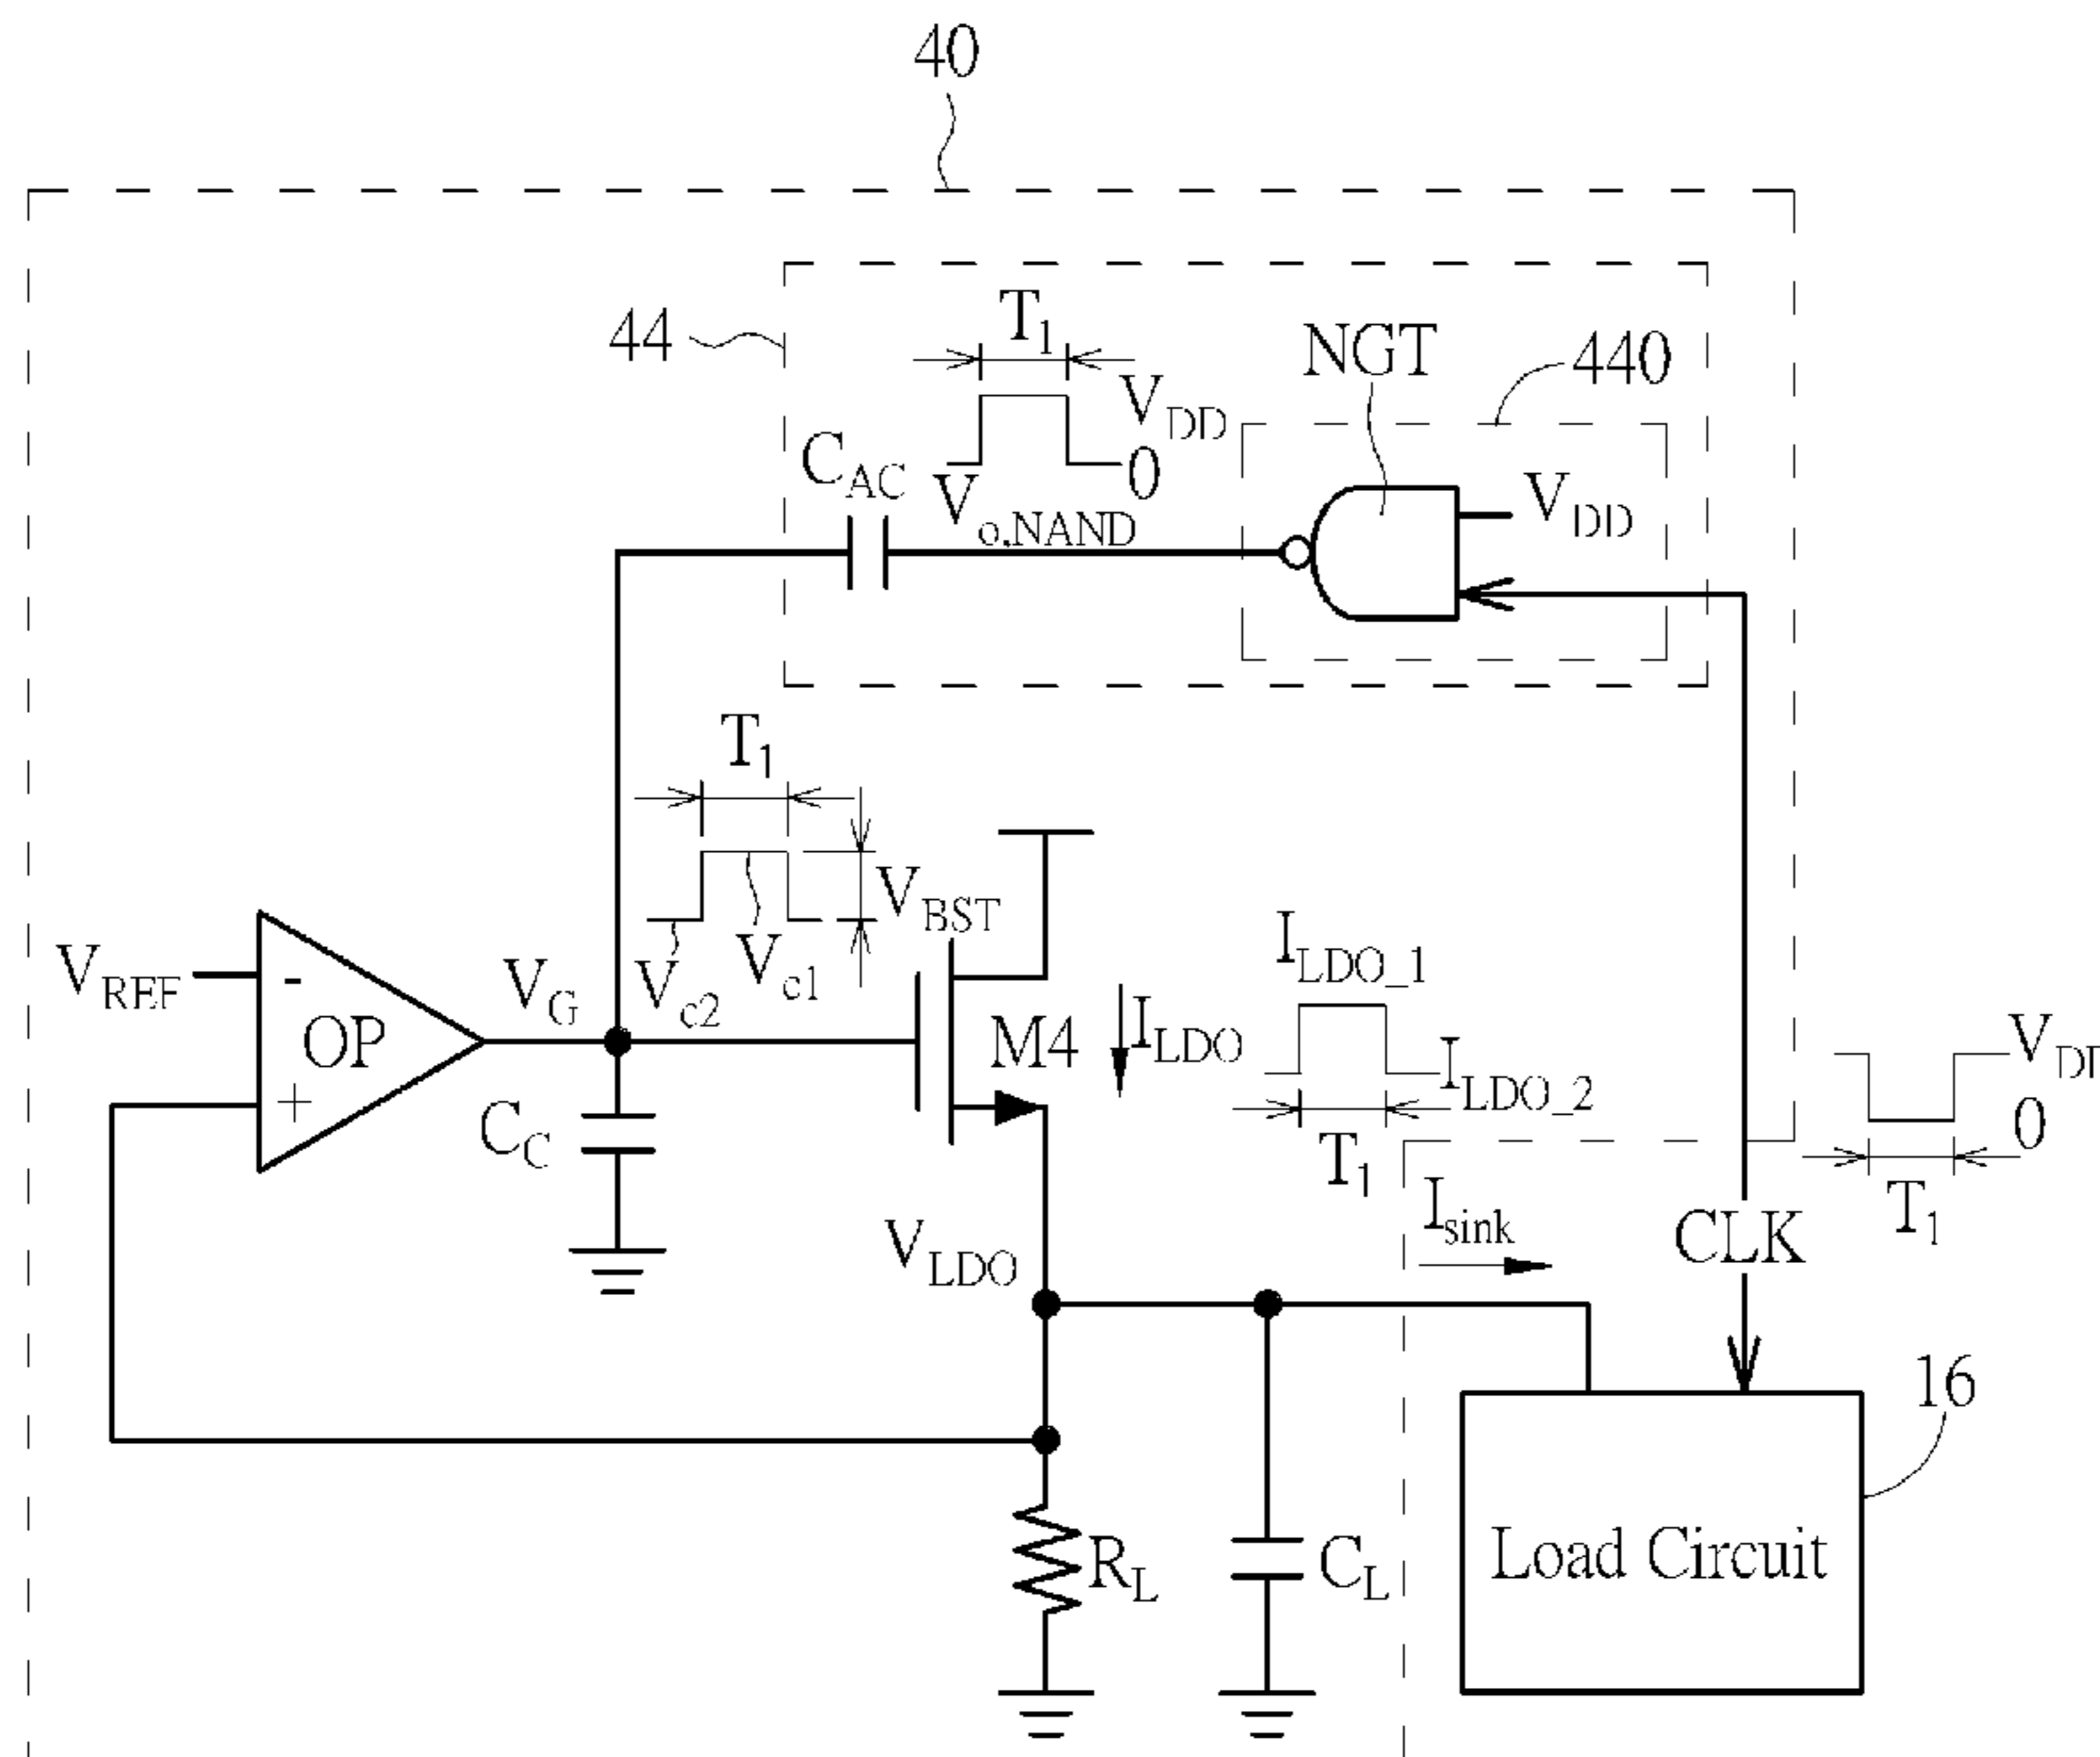 40
44
T1
NGT
440
VDD
0
CAC
Vo.NAND
VDD
T1
VBST
Vc2
Vc1
VREF
-
OP
+
VG
CC
M4
ILDO
ILDO_1
ILDO_2
T1
VD
0
T1
Isink
CLK
VLDO
16
RL
CL
Load Circuit